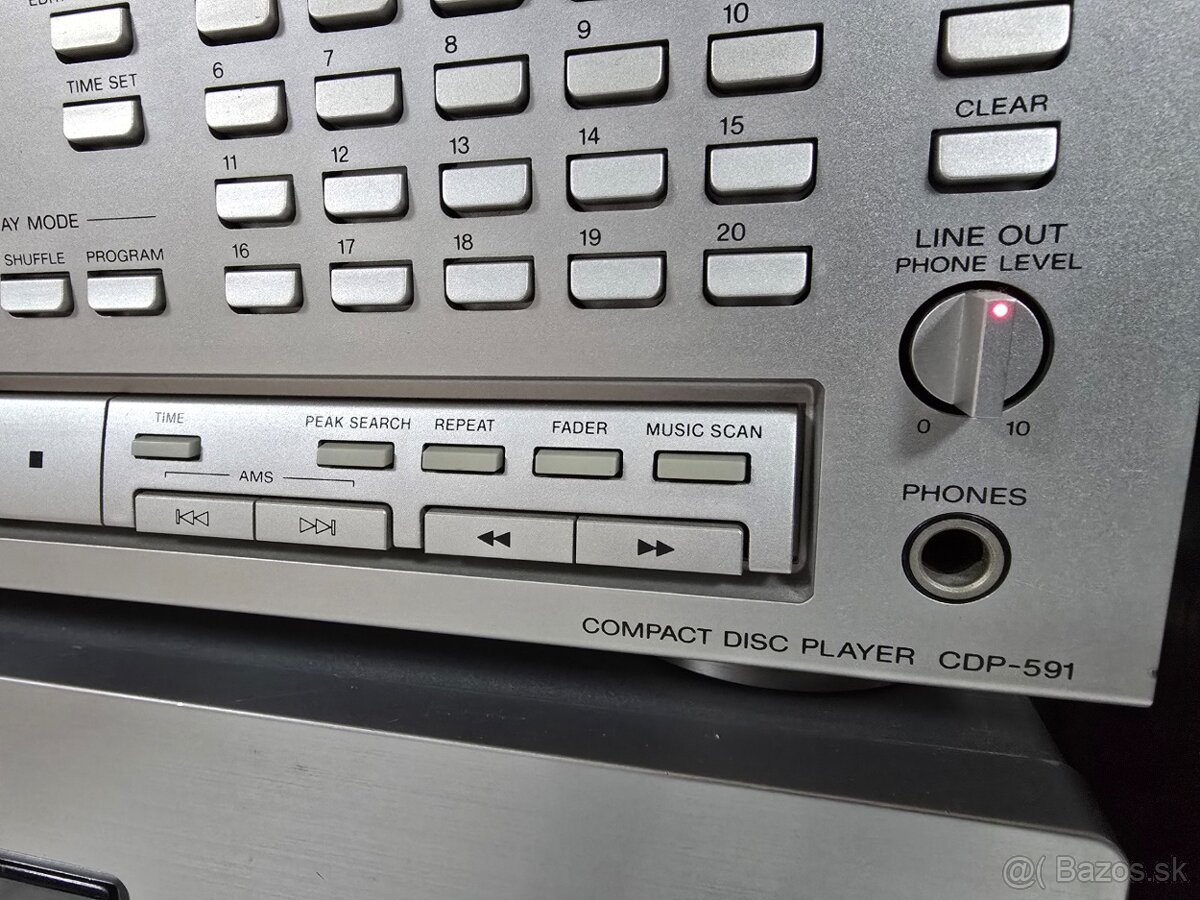 10
9
8
7
6
TIME SET
CLEAR
15
14
13
12
11
AY MODE
SHUFFLE PROGRAM
16 17 18 19 20
LINE OUT
PHONE LEVEL
0 10
TIME PEAK SEARCH REPEAT FADER MUSIC SCAN
AMS
PHONES
COMPACT DISC PLAYER CDP-591
@( Bazos.sk